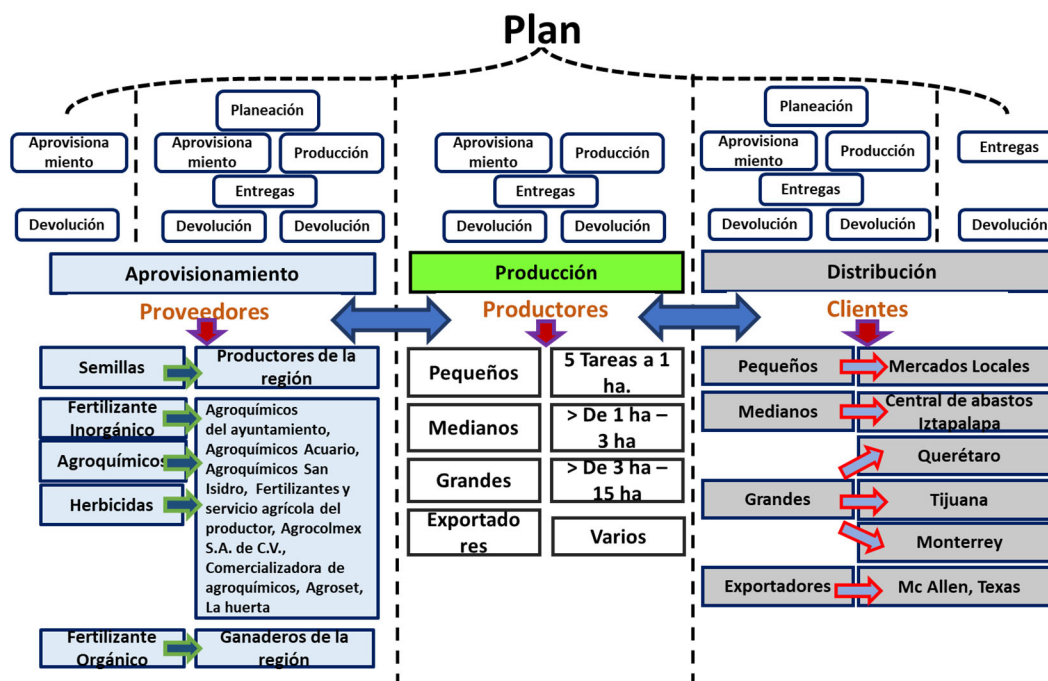 Plan
Planeación
Aprovisiona
miento
Aprovisiona
miento
Producción
Entregas
Devolución
Devolución
Devolución
Aprovisiona
miento
Producción
Entregas
Devolución
Devolución
Planeación
Aprovisiona
miento
Producción
Entregas
Entregas
Devolución
Devolución
Devolución
Aprovisionamiento
Producción
Distribución
Proveedores
Productores
Clientes
Semillas
Productores de la
región
Fertilizante
Inorgánico
Agroquímicos
Herbicidas
Agroquímicos
del ayuntamiento,
Agroquímicos Acuario,
Agroquímicos San
Isidro, Fertilizantes y
servicio agrícola del
productor, Agrocolmex
S.A. de C.V.,
Comercializadora de
agroquímicos, Agroset,
La huerta
Fertilizante
Orgánico
Ganaderos de la
región
Pequeños
5 Tareas a 1
ha.
Medianos
> De 1 ha –
3 ha
Grandes
> De 3 ha –
15 ha
Exportado
res
Varios
Pequeños
Mercados Locales
Medianos
Central de abastos
Iztapalapa
Grandes
Querétaro
Tijuana
Monterrey
Exportadores
Mc Allen, Texas